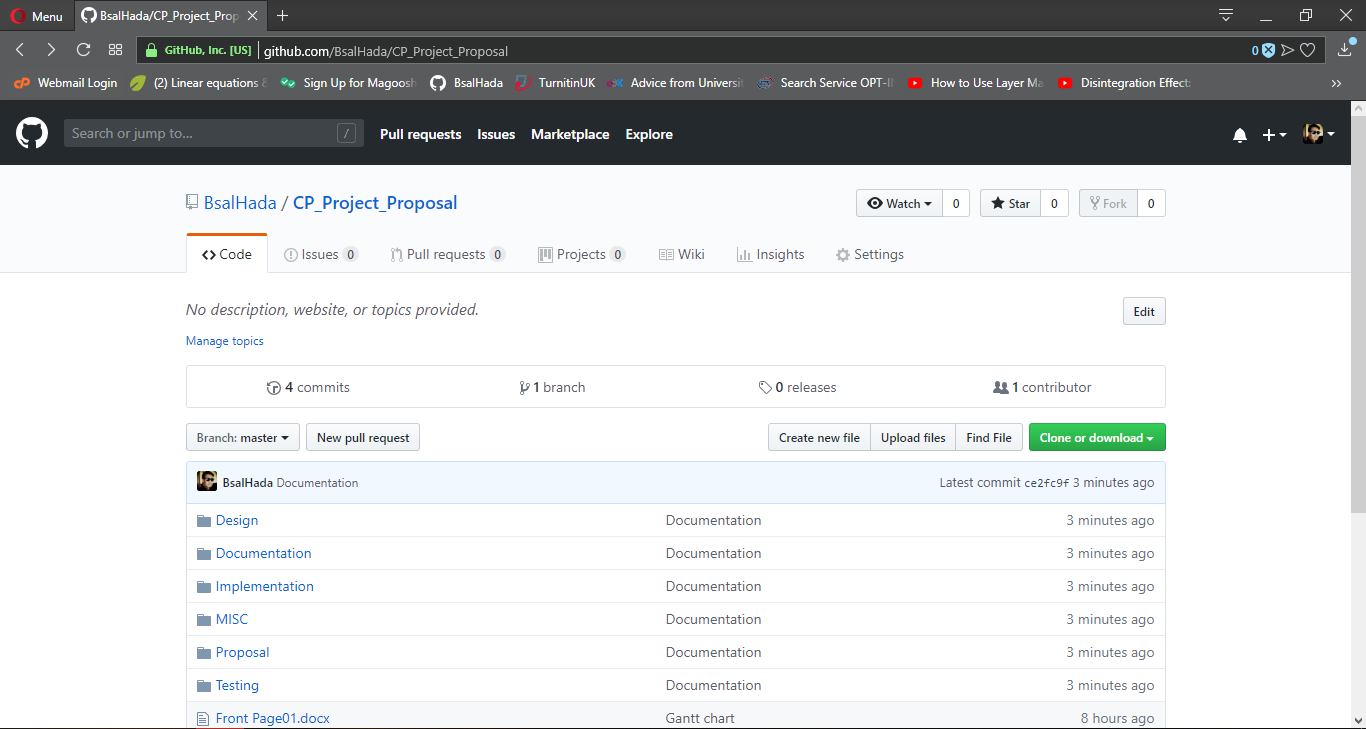 Menu
BsalHada/CP_Project_Prop
GitHub, Inc. [US] github.com/BsalHada/CP_Project_Proposal 0
Webmail Login (2) Linear equations & Sign Up for Magoosh BsalHada TurnitinUK Advice from Universi Search Service OPT-I How to Use Layer Ma Disintegration Effect:
Search or jump to... / Pull requests Issues Marketplace Explore
BsalHada / CP_Project_Proposal Watch 0 Star 0 Fork 0
Code Issues 0 Pull requests 0 Projects 0 Wiki Insights Settings
No description, website, or topics provided. Edit
Manage topics
4 commits 1 branch 0 releases 1 contributor
Branch: master New pull request Create new file Upload files Find File Clone or download
BsalHada Documentation Latest commit ce2fc9f 3 minutes ago
Design Documentation 3 minutes ago
Documentation Documentation 3 minutes ago
Implementation Documentation 3 minutes ago
MISC Documentation 3 minutes ago
Proposal Documentation 3 minutes ago
Testing Documentation 3 minutes ago
Front Page01.docx Gantt chart 8 hours ago